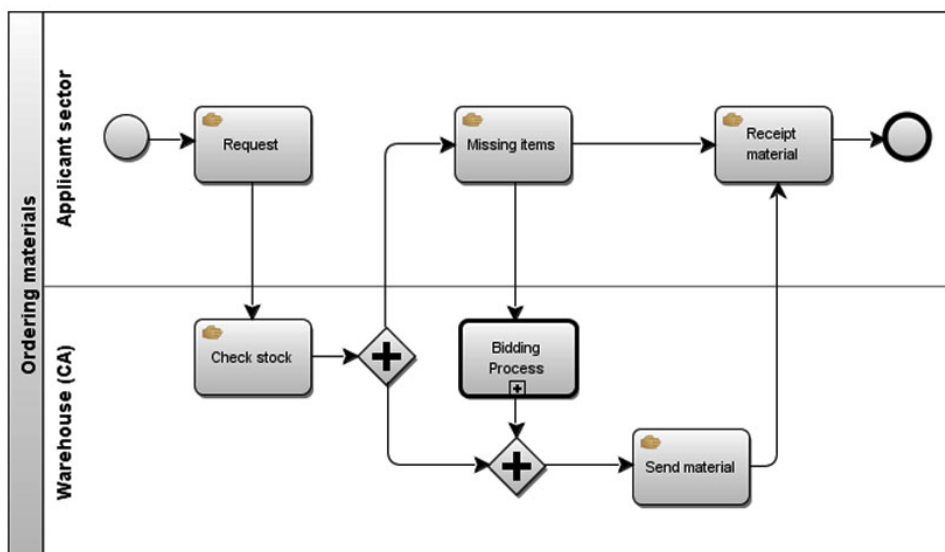 Ordering materials
Applicant sector
Request
Missing items
Receipt
material
Warehouse (CA)
Check stock
Bidding
Process
Send material